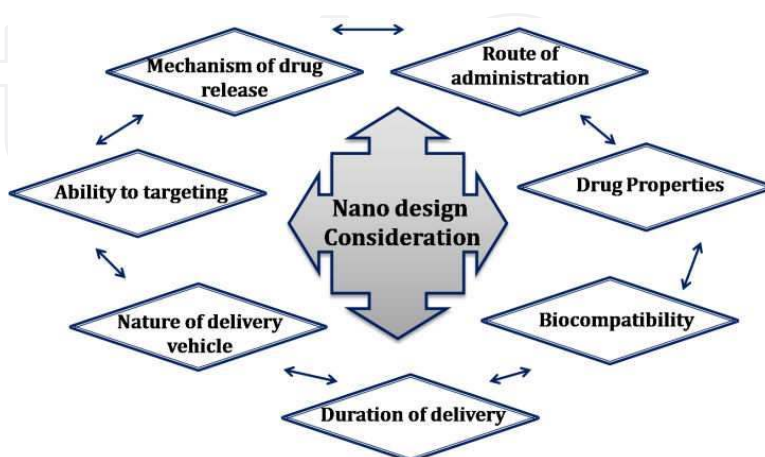 Mechanism of drug
release
Route of
administration
Ability to targeting
Drug Properties
Nano design
Consideration
Nature of delivery
vehicle
Biocompatibility
Duration of delivery